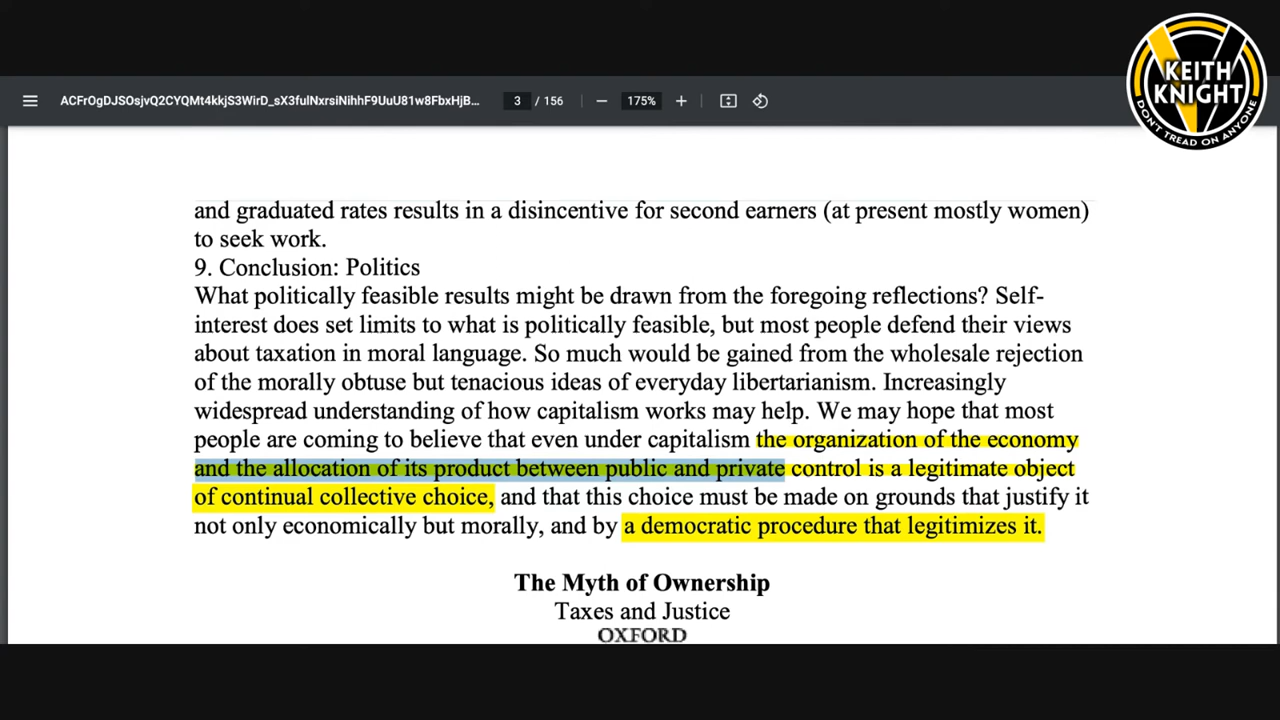 KEITH
KNIGHT
DON'T TREAD ON ANYONE
ACFrOgDJSOsjvQ2CYQMt4kkjS3WirD_sX3fulNxrsiNihhF9UuU81w8FbxHjB... 3 / 156 175%
and graduated rates results in a disincentive for second earners (at present mostly women)
to seek work.
9. Conclusion: Politics
What politically feasible results might be drawn from the foregoing reflections? Self-
interest does set limits to what is politically feasible, but most people defend their views
about taxation in moral language. So much would be gained from the wholesale rejection
of the morally obtuse but tenacious ideas of everyday libertarianism. Increasingly
widespread understanding of how capitalism works may help. We may hope that most
people are coming to believe that even under capitalism the organization of the economy
and the allocation of its product between public and private control is a legitimate object
of continual collective choice, and that this choice must be made on grounds that justify it
not only economically but morally, and by a democratic procedure that legitimizes it.
The Myth of Ownership
Taxes and Justice
OXFORD